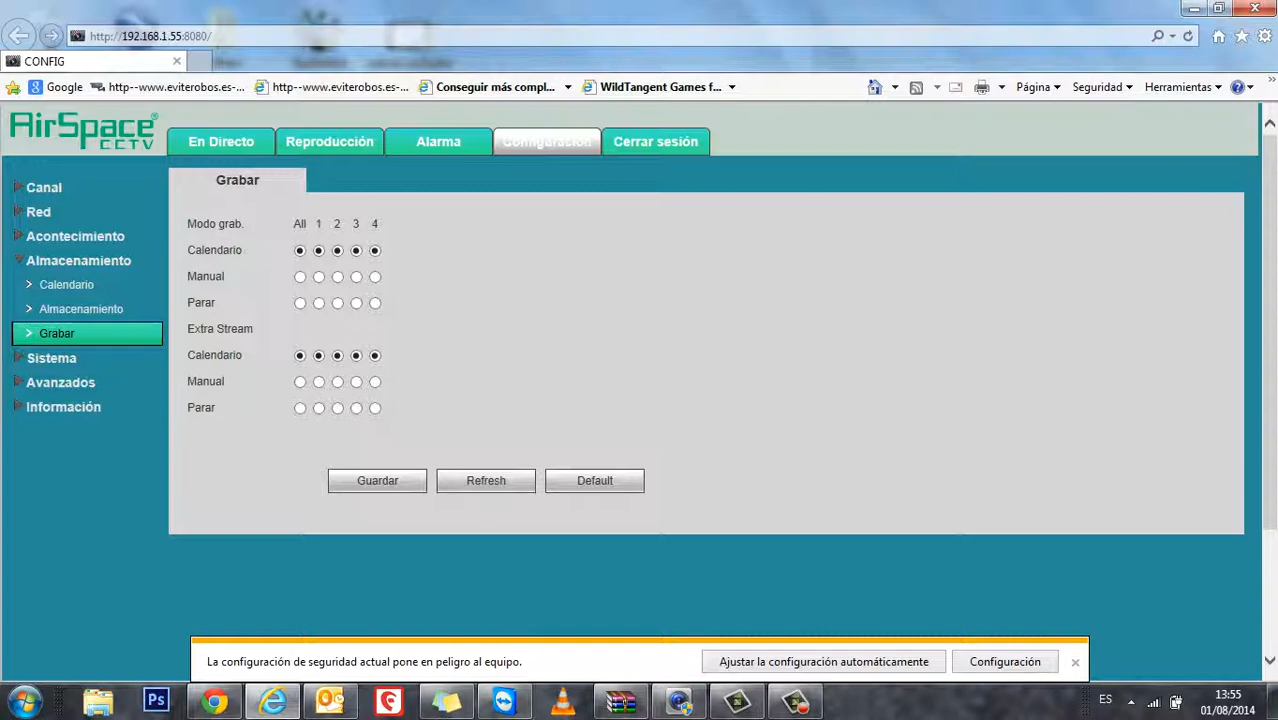 http://192.168.1.55:8080/
CONFIG
Google
http--www.eviterobos.es-...
http--www.eviterobos.es-...
Conseguir más compl...
WildTangent Games f...
Página
Seguridad
Herramientas
AirSpace®
CCTV
En Directo
Reproducción
Alarma
Configuración
Cerrar sesión
Canal
Red
Acontecimiento
Almacenamiento
Calendario
Almacenamiento
Grabar
Sistema
Avanzados
Información
Grabar
Modo grab. All 1 2 3 4
Calendario
Manual
Parar
Extra Stream
Calendario
Manual
Parar
Guardar Refresh Default
La configuración de seguridad actual pone en peligro al equipo.
Ajustar la configuración automáticamente
Configuración
Ps
ES
13:55
01/08/2014